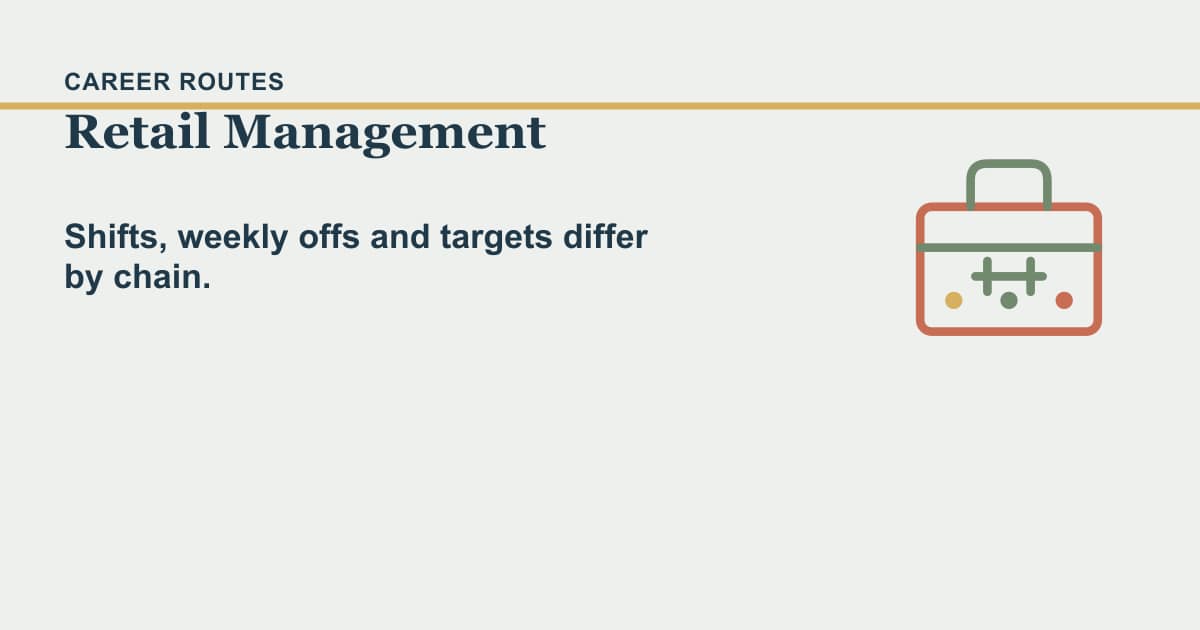 CAREER ROUTES
Retail Management
Shifts, weekly offs and targets differ
by chain.